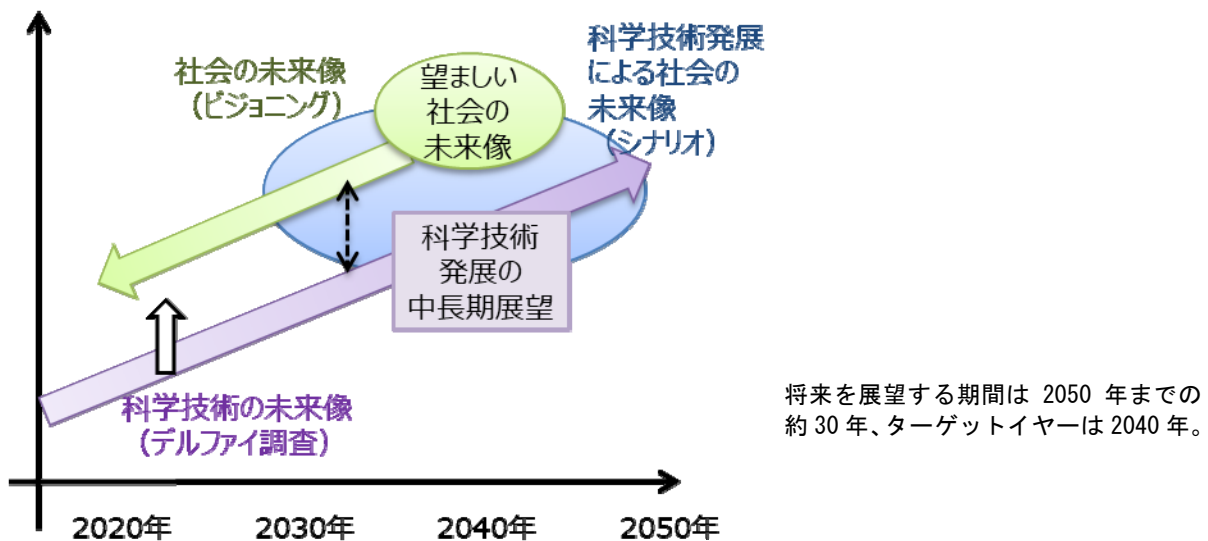 社会の未来像
（ビジョニング）
望ましい
社会の
未来像
科学技術発展
による社会の
未来像
（シナリオ）
科学技術
発展の
中長期展望
科学技術の未来像
（デルファイ調査）
将来を展望する期間は 2050 年までの
約 30 年、ターゲットイヤーは 2040 年。
2020年 2030年 2040年 2050年